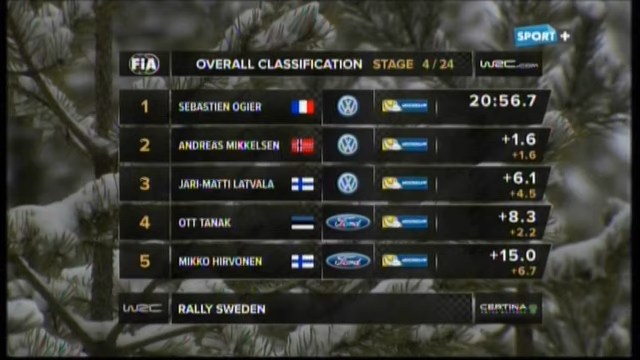 SPORT +
FiA OVERALL CLASSIFICATION STAGE 4/24 WRC.com
1 SEBASTIEN OGIER 20:56.7
2 ANDREAS MIKKELSEN +1.6
+1.6
3 JARI-MATTI LATVALA +6.1
+4.5
4 OTT TANAK Ford +8.3
+2.2
5 MIKKO HIRVONEN Ford +15.0
+6.7
WRC RALLY SWEDEN CERTINA